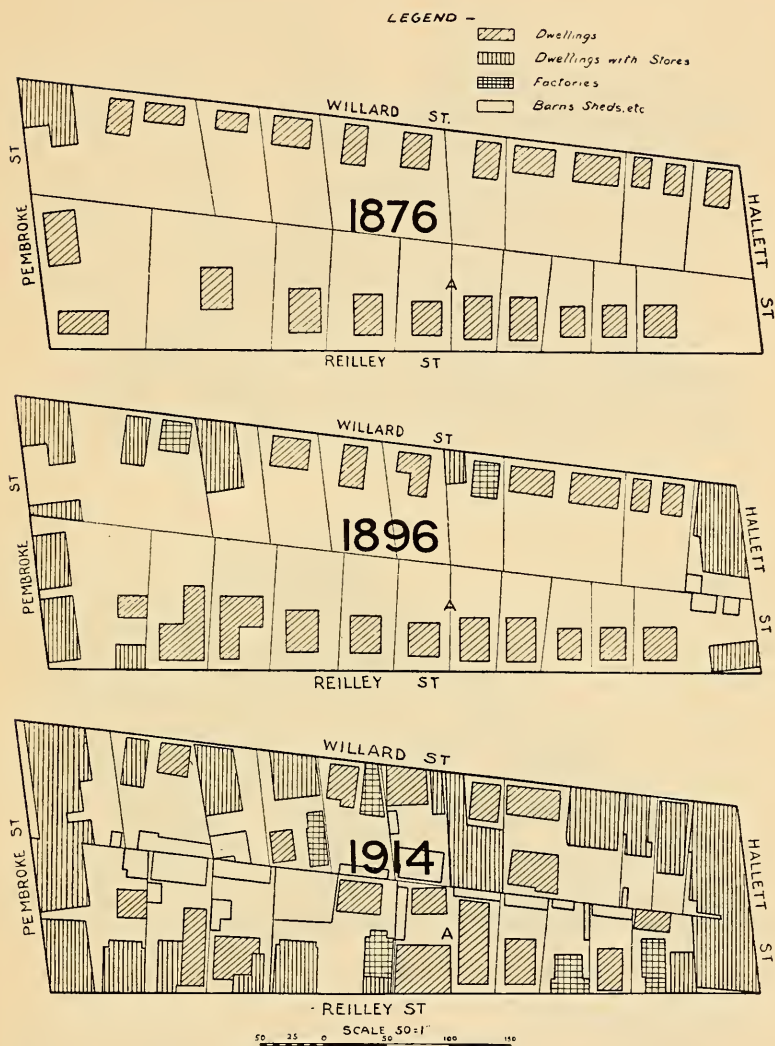 LEGEND -
Dwellings
Dwellings with Stores
Factories
Barns Sheds, etc
WILLARD ST.
PEMBROKE ST
1876
HALLETT ST
A
REILLEY ST
WILLARD ST
PEMBROKE ST
1896
HALLETT ST
A
REILLEY ST
WILLARD ST
PEMBROKE ST
1914
HALLETT ST
A
- REILLEY ST
SCALE 50=1"
50 25 0 50 100 150